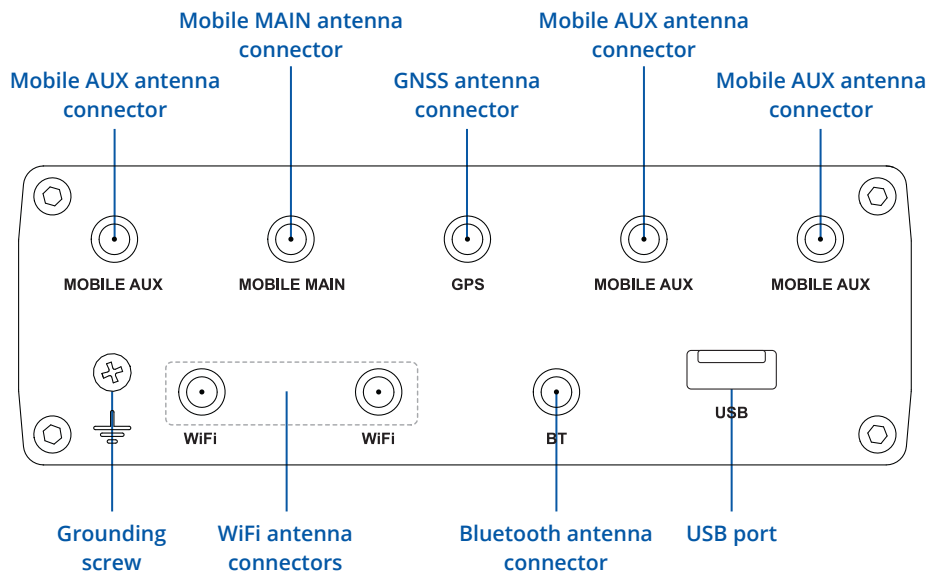 Mobile MAIN antenna
connector
Mobile AUX antenna
connector
Mobile AUX antenna
connector
GNSS antenna
connector
Mobile AUX antenna
connector
MOBILE AUX
MOBILE MAIN
GPS
MOBILE AUX
MOBILE AUX
WiFi
WiFi
BT
USB
Grounding
screw
WiFi antenna
connectors
Bluetooth antenna
connector
USB port